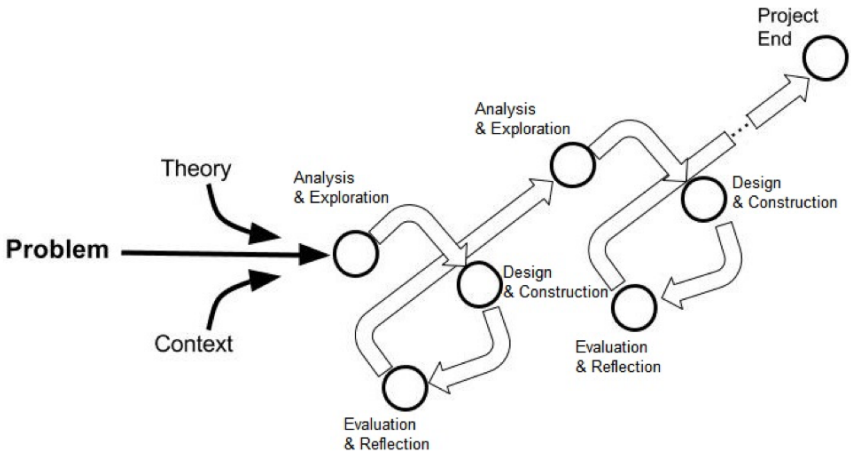 Project
End
Analysis
& Exploration
Theory
Analysis
& Exploration
Design
& Construction
Problem
Design
& Construction
Context
Evaluation
& Reflection
Evaluation
& Reflection